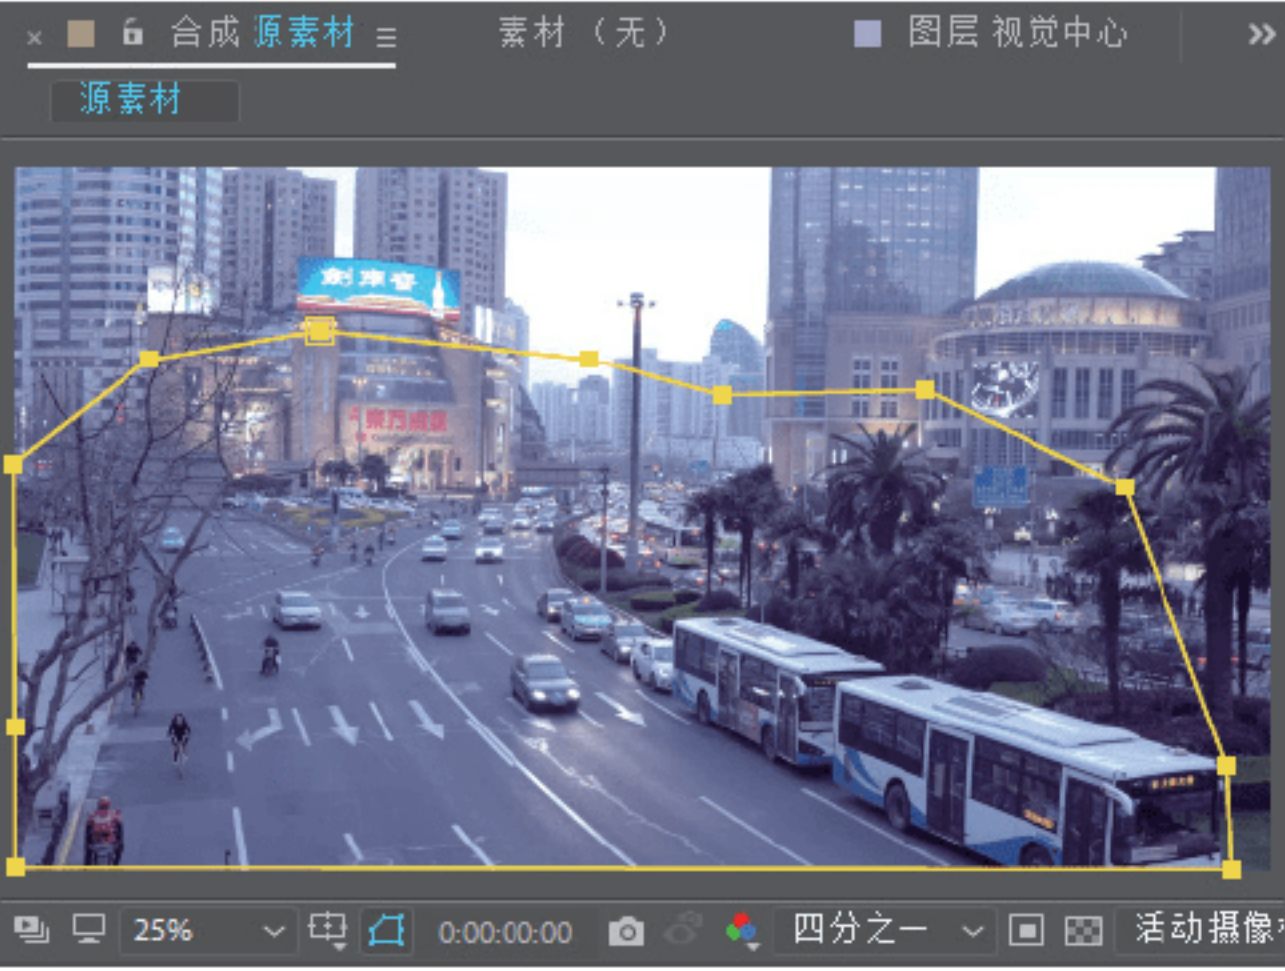 合成 源素材 素材 （无） 图层 视觉中心
源素材
25% 0:00:00:00 四分之一 活动摄像